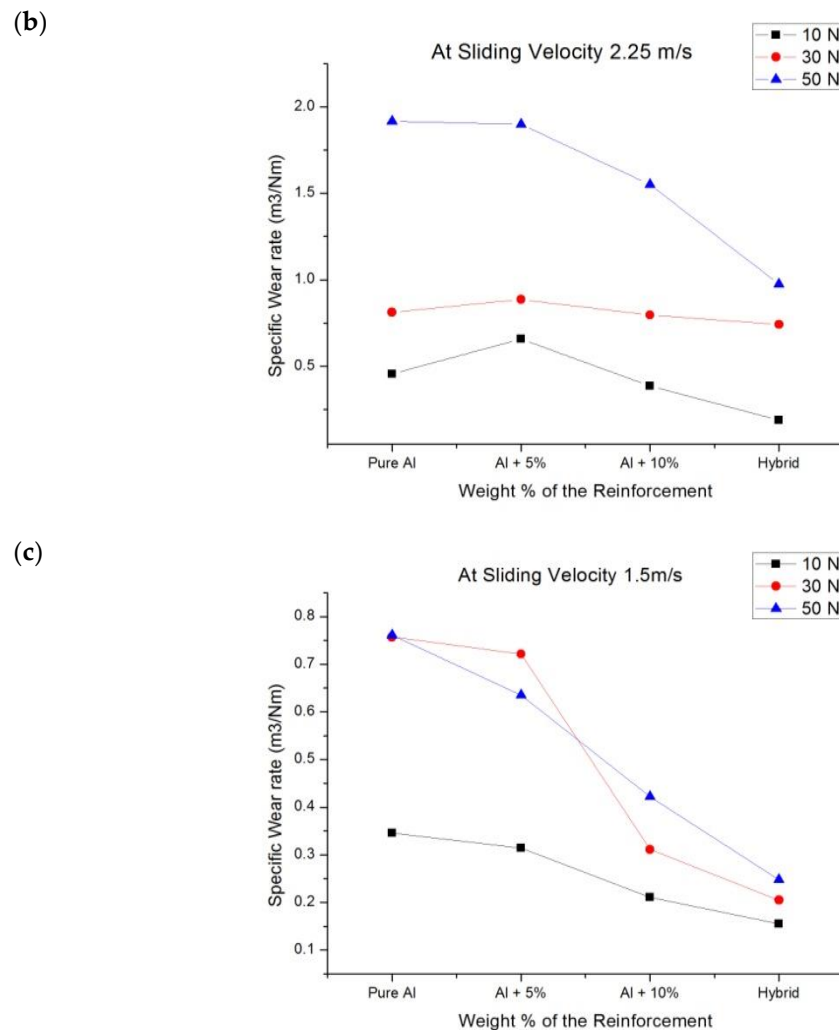 (b)
At Sliding Velocity 2.25 m/s
10 N
30 N
50 N
Specific Wear rate (m3/Nm)
2.0
1.5
1.0
0.5
Pure Al
Al + 5%
Al + 10%
Hybrid
Weight % of the Reinforcement
(c)
At Sliding Velocity 1.5m/s
10 N
30 N
50 N
Specific Wear rate (m3/Nm)
0.8
0.7
0.6
0.5
0.4
0.3
0.2
0.1
Pure Al
Al + 5%
Al + 10%
Hybrid
Weight % of the Reinforcement